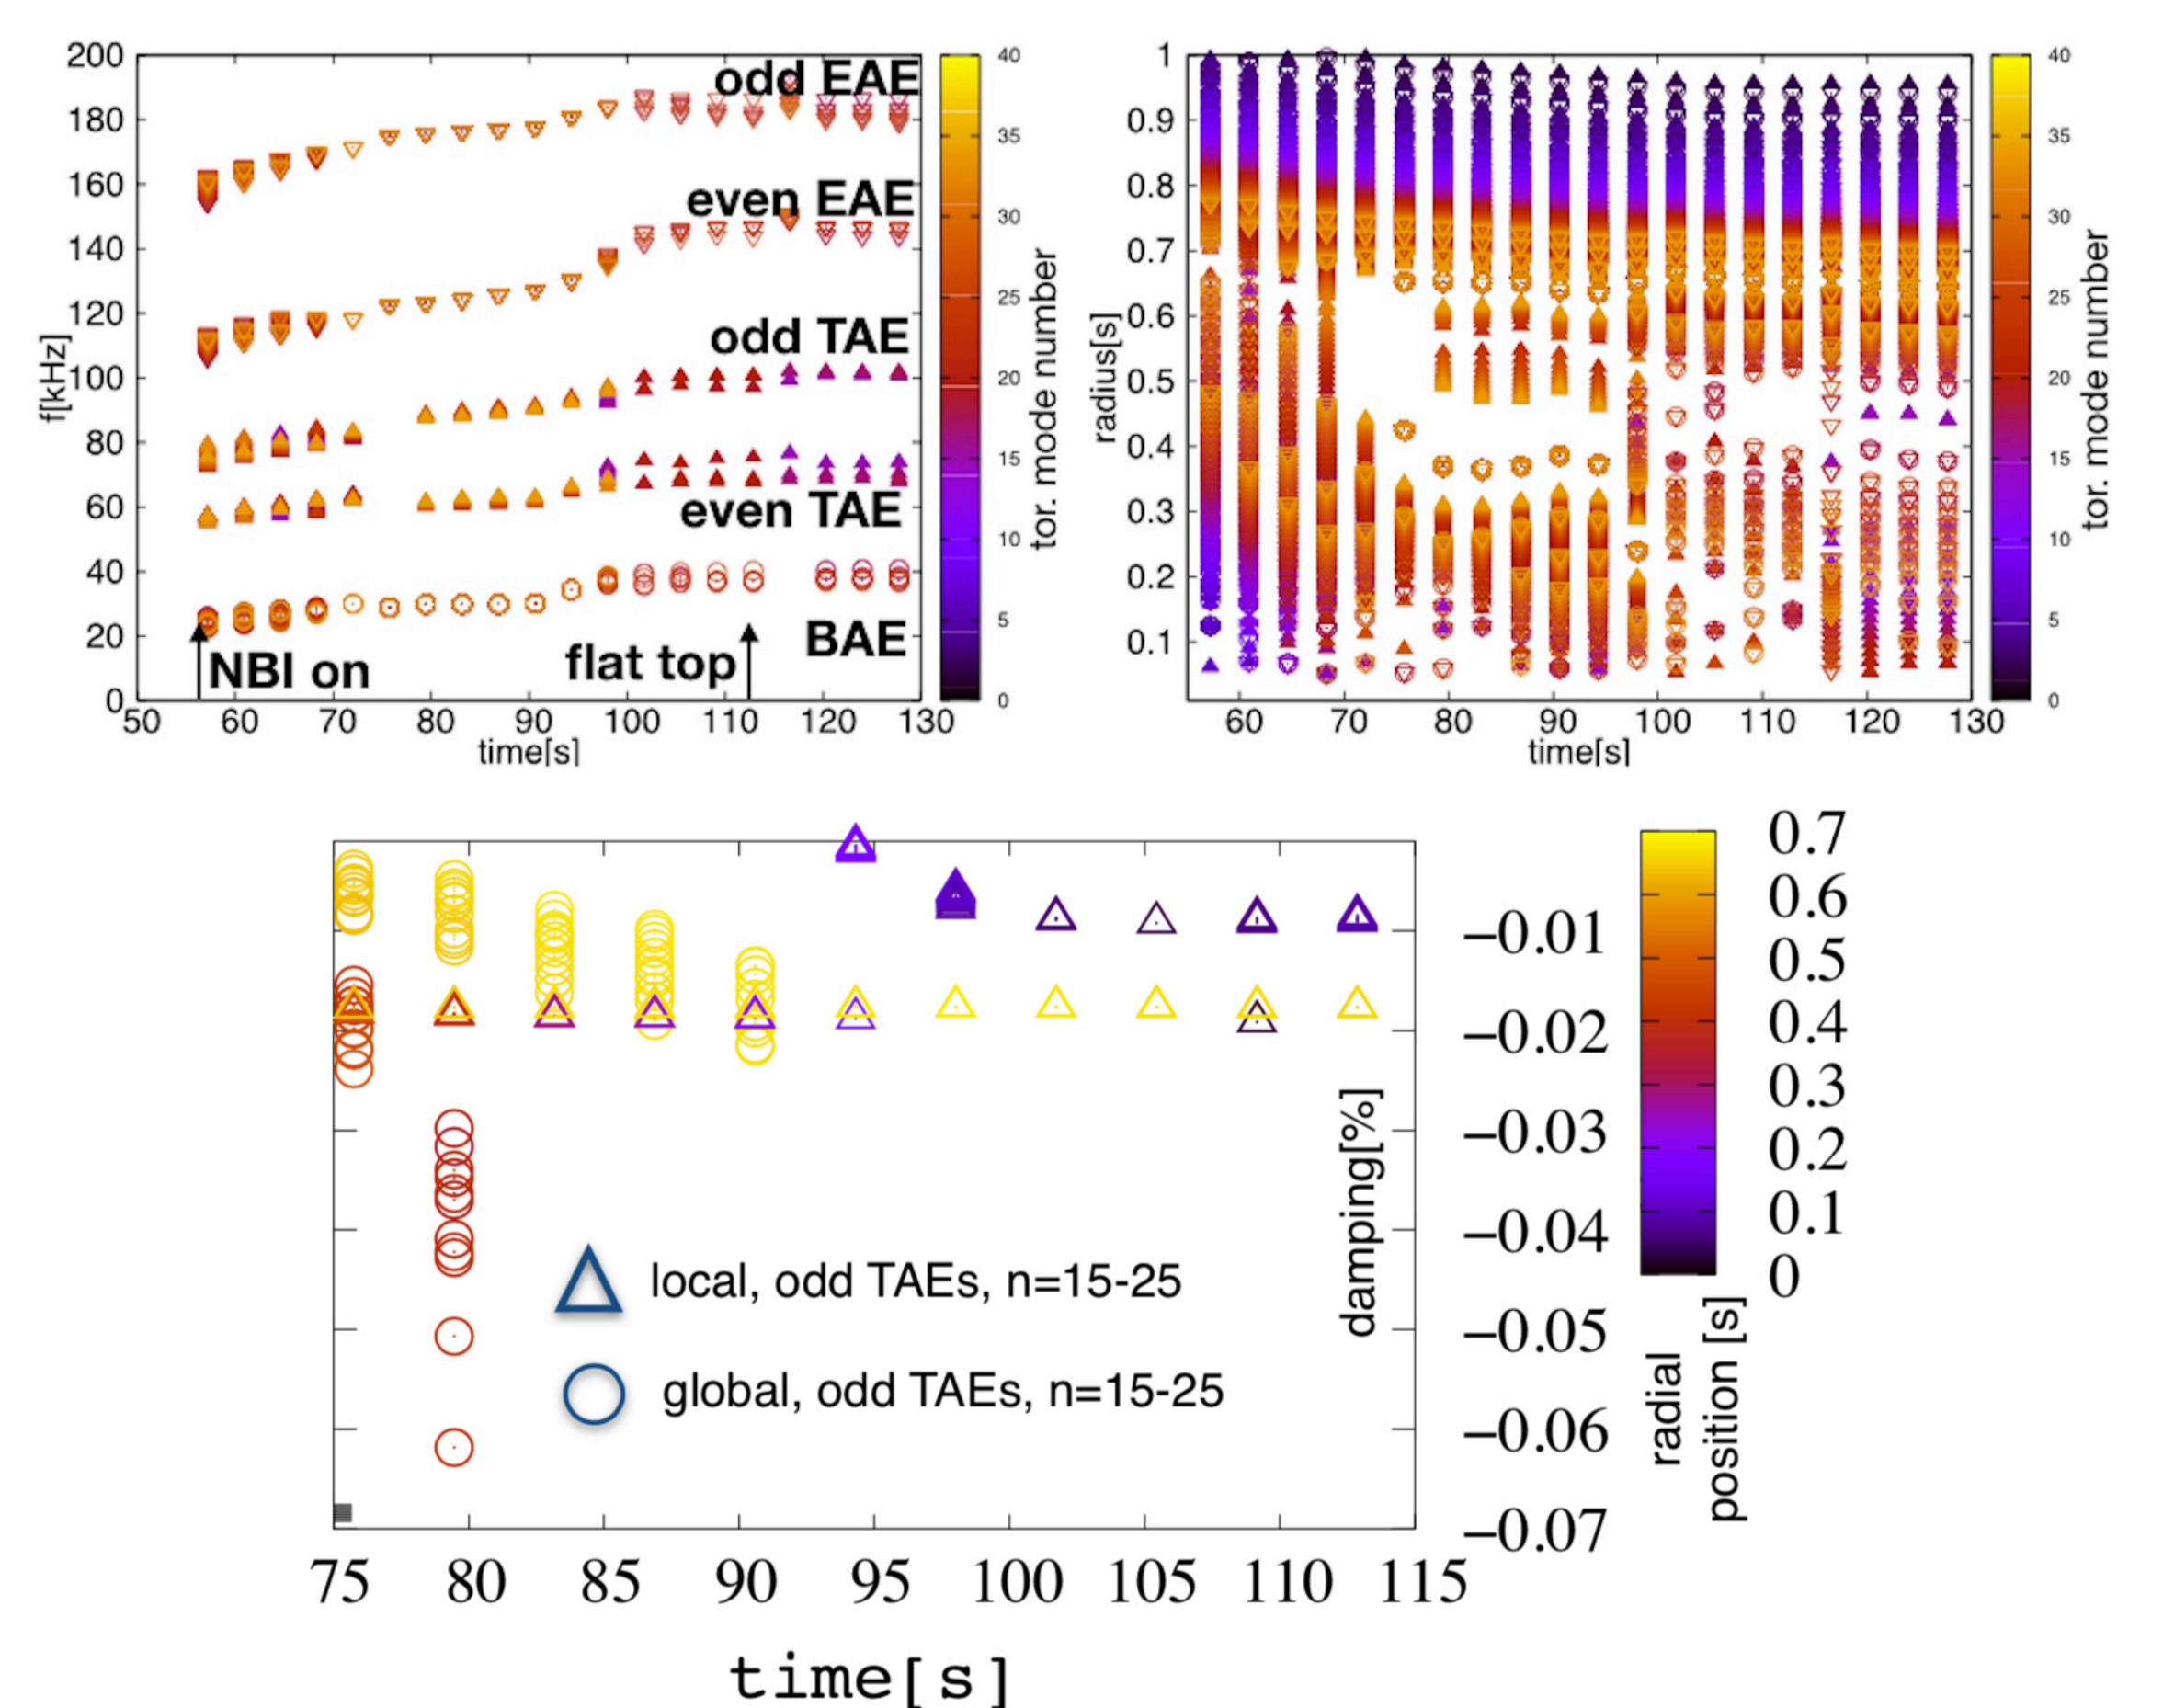 200
180
160
140
120
100
80
60
40
20
0
f[kHz]
odd EAE
even EAE
odd TAE
even TAE
BAE
NBI on
flat top
50 60 70 80 90 100 110 120 130
time[s]
40
35
30
25
20
15
10
5
0
tor. mode number
1
0.9
0.8
0.7
0.6
0.5
0.4
0.3
0.2
0.1
radius[s]
60 70 80 90 100 110 120 130
time[s]
40
35
30
25
20
15
10
5
0
tor. mode number
local, odd TAEs, n=15-25
global, odd TAEs, n=15-25
damping[%]
−0.01
−0.02
−0.03
−0.04
−0.05
−0.06
−0.07
0.7
0.6
0.5
0.4
0.3
0.2
0.1
0
radial
position [s]
75 80 85 90 95 100 105 110 115
time[s]